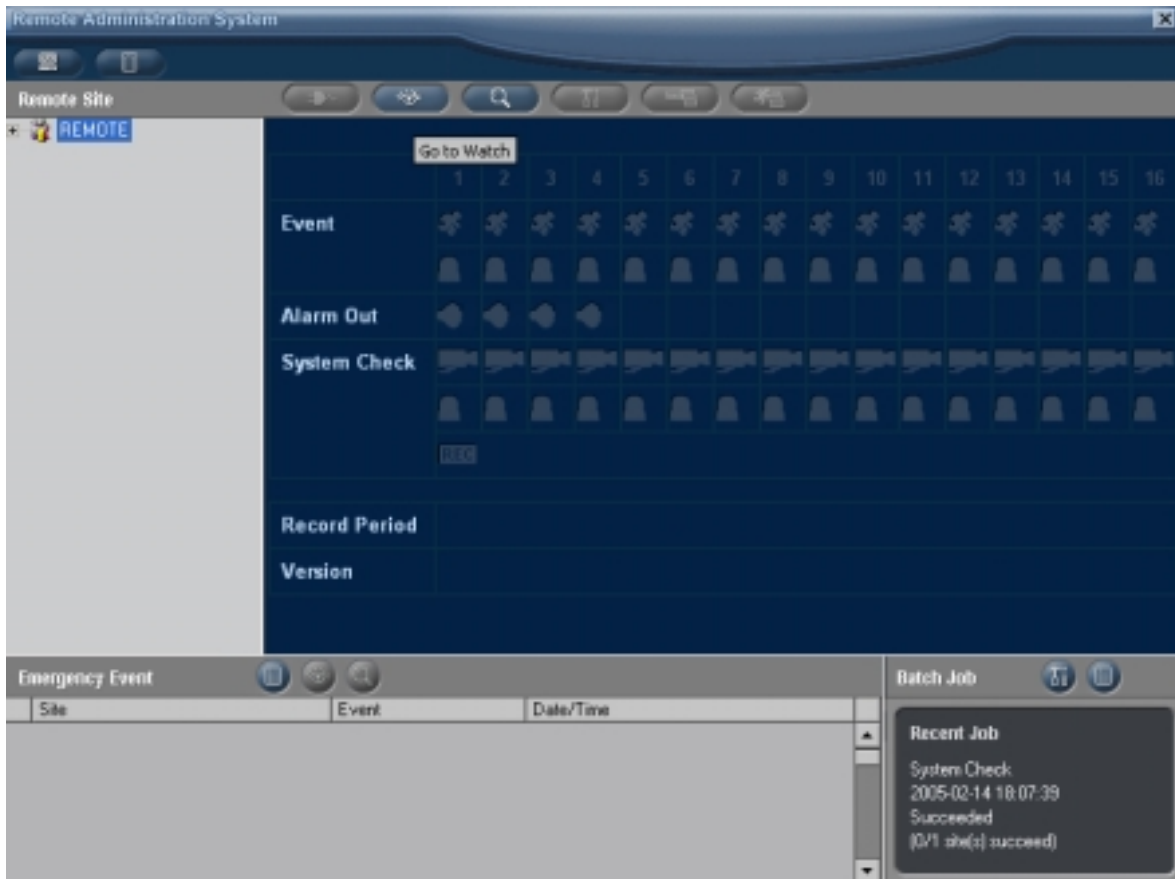 Remote Administration System
Remote Site
REMOTE
Go to Watch
1 2 3 4 5 6 7 8 9 10 11 12 13 14 15 16
Event
Alarm Out
System Check
REC
Record Period
Version
Emergency Event
Site Event Date/Time
Batch Job
Recent Job
System Check
2005-02-14 18:07:39
Succeeded
(0/1 site(s) succeed)